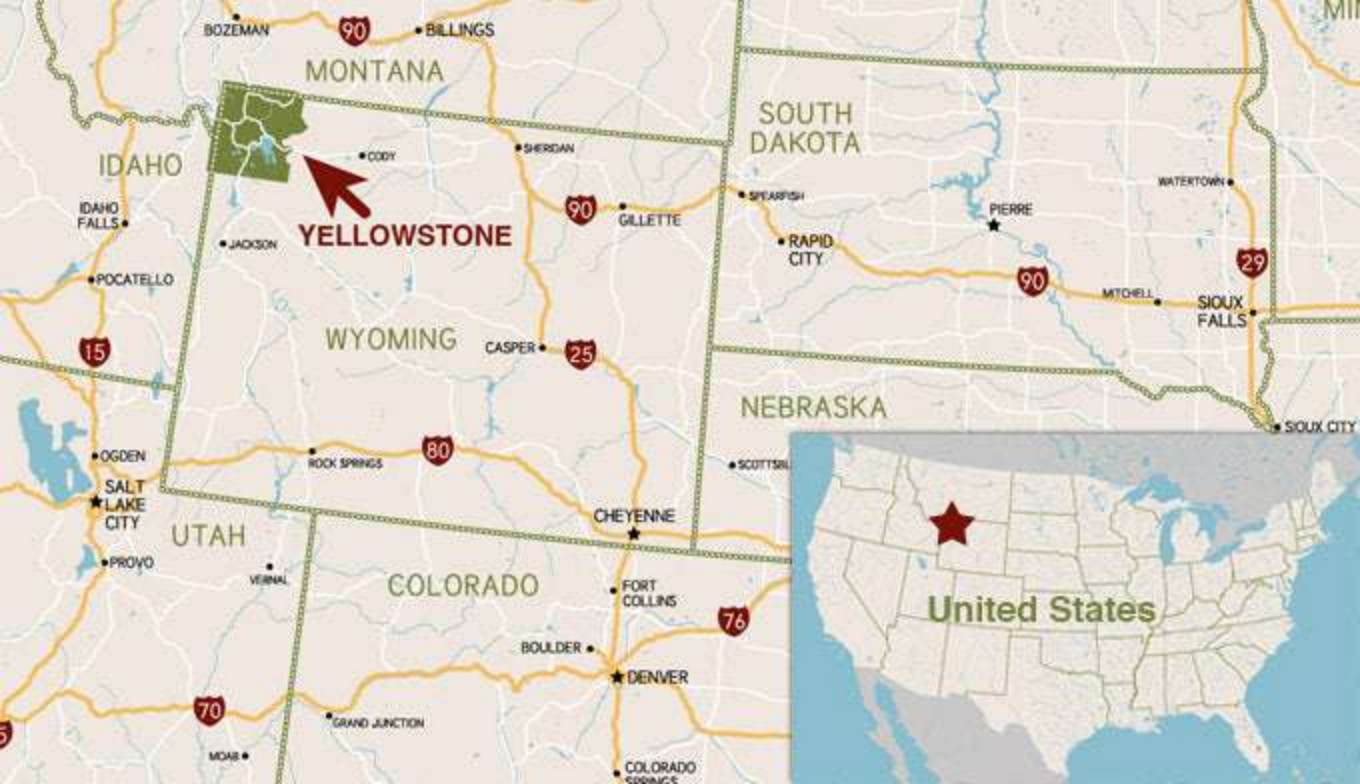 BOZEMAN
90
BILLINGS
MONTANA
SOUTH
DAKOTA
IDAHO
CODY
SHERIDAN
YELLOWSTONE
IDAHO
FALLS
JACKSON
90
GILLETTE
SPEARFISH
RAPID
CITY
PIERRE
WATERTOWN
90
MITCHELL
29
SIOUX
FALLS
POCATELLO
15
WYOMING
CASPER
25
NEBRASKA
SIOUX CITY
OGDEN
ROCK SPRINGS
80
SCOTTSBL
SALT
LAKE
CITY
CHEYENNE
UTAH
PROVO
VERNAL
COLORADO
FORT
COLLINS
76
BOULDER
DENVER
70
GRAND JUNCTION
MOAB
COLORADO
SPRINGS
United States